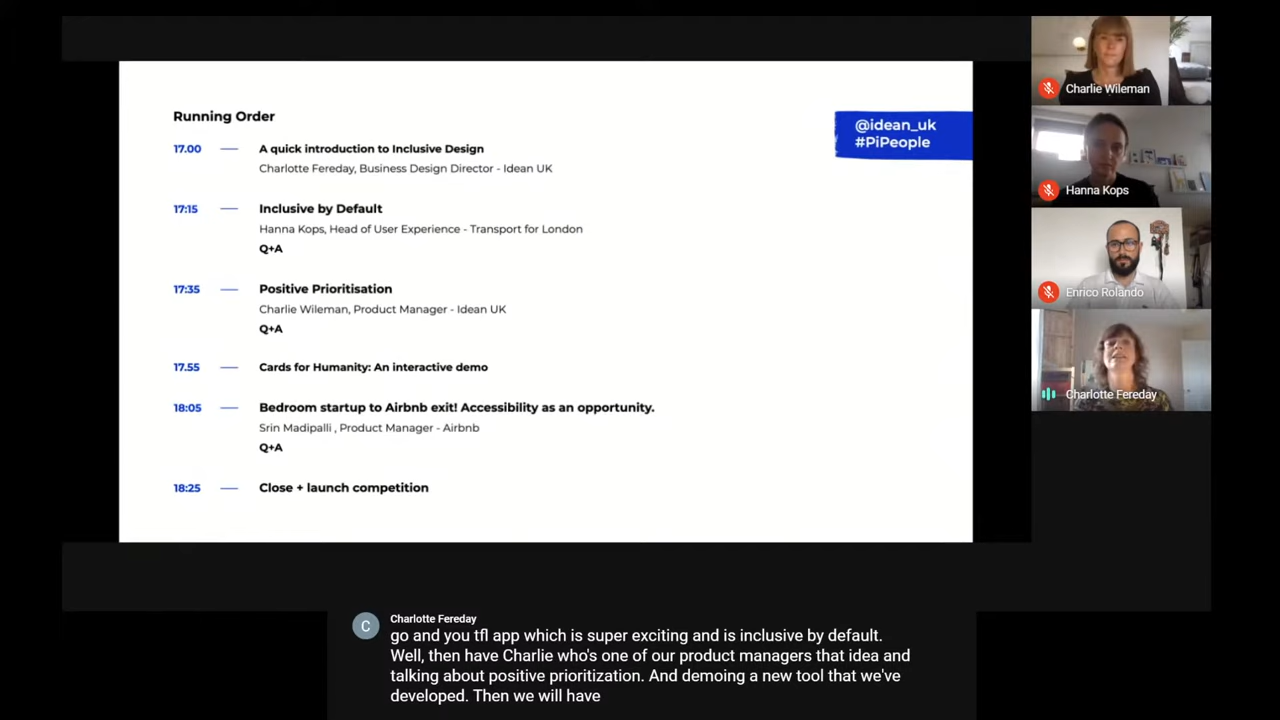 Running Order
@idean_uk
#PiPeople
17.00
A quick introduction to Inclusive Design
Charlotte Fereday, Business Design Director - Idean UK
17:15
Inclusive by Default
Hanna Kops, Head of User Experience - Transport for London
Q+A
17:35
Positive Prioritisation
Charlie Wileman, Product Manager - Idean UK
Q+A
17.55
Cards for Humanity: An interactive demo
18:05
Bedroom startup to Airbnb exit! Accessibility as an opportunity.
Srin Madipalli , Product Manager - Airbnb
Q+A
18:25
Close + launch competition
Charlie Wileman
Hanna Kops
Enrico Rolando
Charlotte Fereday
C
Charlotte Fereday
go and you tfl app which is super exciting and is inclusive by default.
Well, then have Charlie who's one of our product managers that idea and
talking about positive prioritization. And demoing a new tool that we've
developed. Then we will have